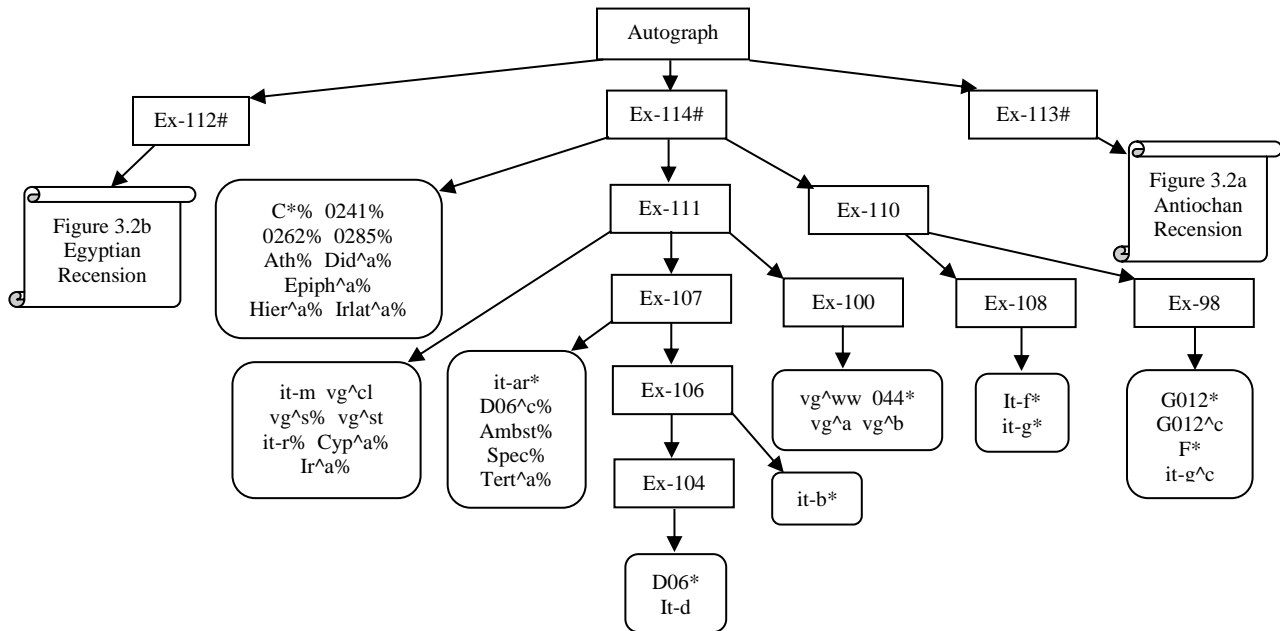 Autograph
Ex-112#
Ex-114#
Ex-113#
Figure 3.2b
Egyptian
Recension
C*% 0241%
0262% 0285%
Ath% Did^a%
Epiph^a%
Hier^a% Irlat^a%
Ex-111
Ex-110
Figure 3.2a
Antiochan
Recension
Ex-107
Ex-100
Ex-108
Ex-98
it-m vg^cl
vg^s% vg^st
it-r% Cyp^a%
Ir^a%
it-ar*
D06^c%
Ambst%
Spec%
Tert^a%
Ex-106
vg^ww 044*
vg^a vg^b
It-f*
it-g*
G012*
G012^c
F*
it-g^c
Ex-104
it-b*
D06*
It-d